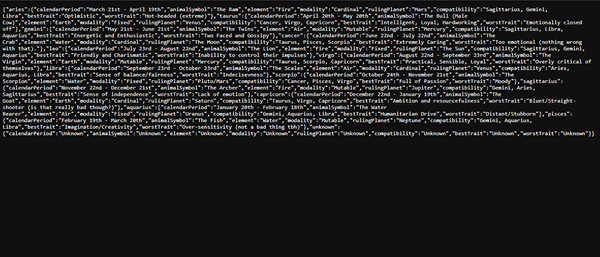 {"aries":{"calendarPeriod":"March 21st - April 19th","animalSymbol":"The Ram","element":"Fire","modality":"Cardinal","rulingPlanet":"Mars","compatibility":"Sagittarius, Gemini,
Libra","bestTrait":"Optimistic","worstTrait":"Hot-headed (extreme)"},"taurus":{"calendarPeriod":"April 20th - May 20th","animalSymbol":"The Bull (Male
Cow)","element":"Earth","modality":"Fixed","rulingPlanet":"Venus","compatibility":"Cancer, Virgo, Capricorn","bestTrait":"Intelligent, Loyal, Hardworking","worstTrait":"Emotionally closed
off"},"gemini":{"calendarPeriod":"May 21st - June 21st","animalSymbol":"The Twins","element":"Air","modality":"Mutable","rulingPlanet":"Mercury","compatibility":"Sagittarius, Libra,
Aquarius","bestTrait":"Energetic and Enthusiastic","worstTrait":"Two Faced and Gossipy"},"cancer":{"calendarPeriod":"June 22nd - July 22nd","animalSymbol":"The
Crab","element":"Water","modality":"Cardinal","rulingPlanet":"The Moon","compatibility":"Taurus, Pisces, Scorpio","bestTrait":"Extremely Caring","worstTrait":"Too emotional (nothing wrong
with that)."},"leo":{"calendarPeriod":"July 23rd - August 22nd","animalSymbol":"The Lion","element":"Fire","modality":"Fixed","rulingPlanet":"The Sun","compatibility":"Sagittarius, Gemini,
Aquarius","bestTrait":"Friendly and Charismatic","worstTrait":"Inability to control their impulses"},"virgo":{"calendarPeriod":"August 22nd - September 23rd","animalSymbol":"The
Virgin","element":"Earth","modality":"Mutable","rulingPlanet":"Mercury","compatibility":"Taurus, Scorpio, Capricorn","bestTrait":"Practical, Sensible, Loyal","worstTrait":"Overly critical of
themselves"},"libra":{"calendarPeriod":"September 23rd - October 23rd","animalSymbol":"The Scales","element":"Air","modality":"Cardinal","rulingPlanet":"Venus","compatibility":"Aries,
Aquarius, Libra","bestTrait":"Sense of balance/fairness","worstTrait":"Indeciseveness"},"scorpio":{"calendarPeriod":"October 24th - November 21st","animalSymbol":"The
Scorpion","element":"Water","modality":"Fixed","rulingPlanet":"Pluto/Mars","compatibility":"Cancer, Pisces, Virgo","bestTrait":"Full of Passion","worstTrait":"Moody"},"sagittarius":
{"calendarPeriod":"November 22nd - December 21st","animalSymbol":"The Archer","element":"Fire","modality":"Mutable","rulingPlanet":"Jupiter","compatibility":"Gemini, Aries,
Sagittarius","bestTrait":"Sense of independence","worstTrait":"Lack of emotion"},"capricorn":{"calendarPeriod":"December 22nd - January 19th","animalSymbol":"The
Goat","element":"Earth","modality":"Cardinal","rulingPlanet":"Saturn","compatibility":"Taurus, Virgo, Scorpio, Capricorn","bestTrait":"Ambition and resourcefulness","worstTrait":"Blunt/Straight-
shooter (is that really bad though)"},"aquarius":{"calendarPeriod":"January 20th - February 18th","animalSymbol":"The Water
Bearer","element":"Air","modality":"Fixed","rulingPlanet":"Uranus","compatibility":"Gemini, Aquarius, Libra","bestTrait":"Humanitarian Drive","worstTrait":"Distant/Stubborn"},"pisces":
{"calendarPeriod":"February 19th - March 20th","animalSymbol":"The Fish","element":"Water","modality":"Mutable","rulingPlanet":"Neptune","compatibility":"Gemini, Aquarius,
Libra","bestTrait":"Imagination/Creativity","worstTrait":"Over-sensitivity (not a bad thing tbh)"},"unknown":
{"calendarPeriod":"Unknown","animalSymbol":"Unknown","element":"Unknown","modality":"Unknown","rulingPlanet":"Unknown","compatibility":"Unknown","bestTrait":"Unknown","worstTrait":"Unknown"}}